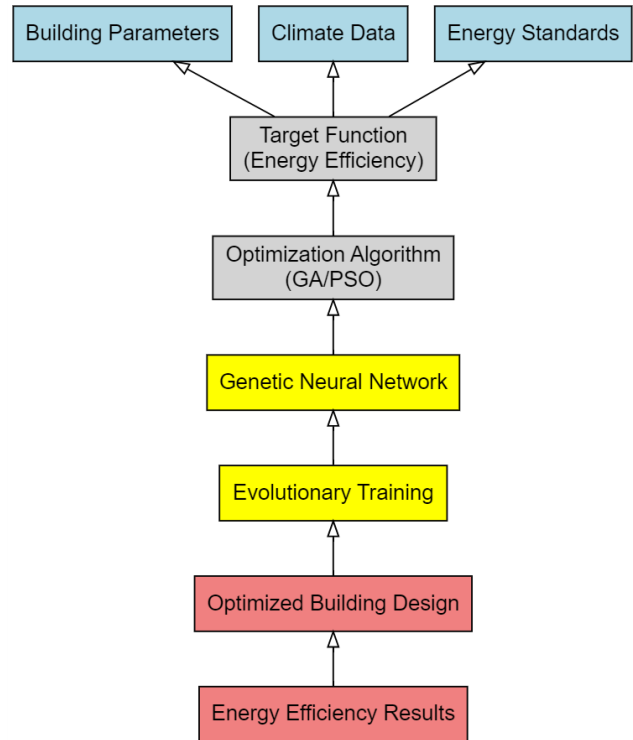 Building Parameters
Climate Data
Energy Standards
Target Function
(Energy Efficiency)
Optimization Algorithm
(GA/PSO)
Genetic Neural Network
Evolutionary Training
Optimized Building Design
Energy Efficiency Results